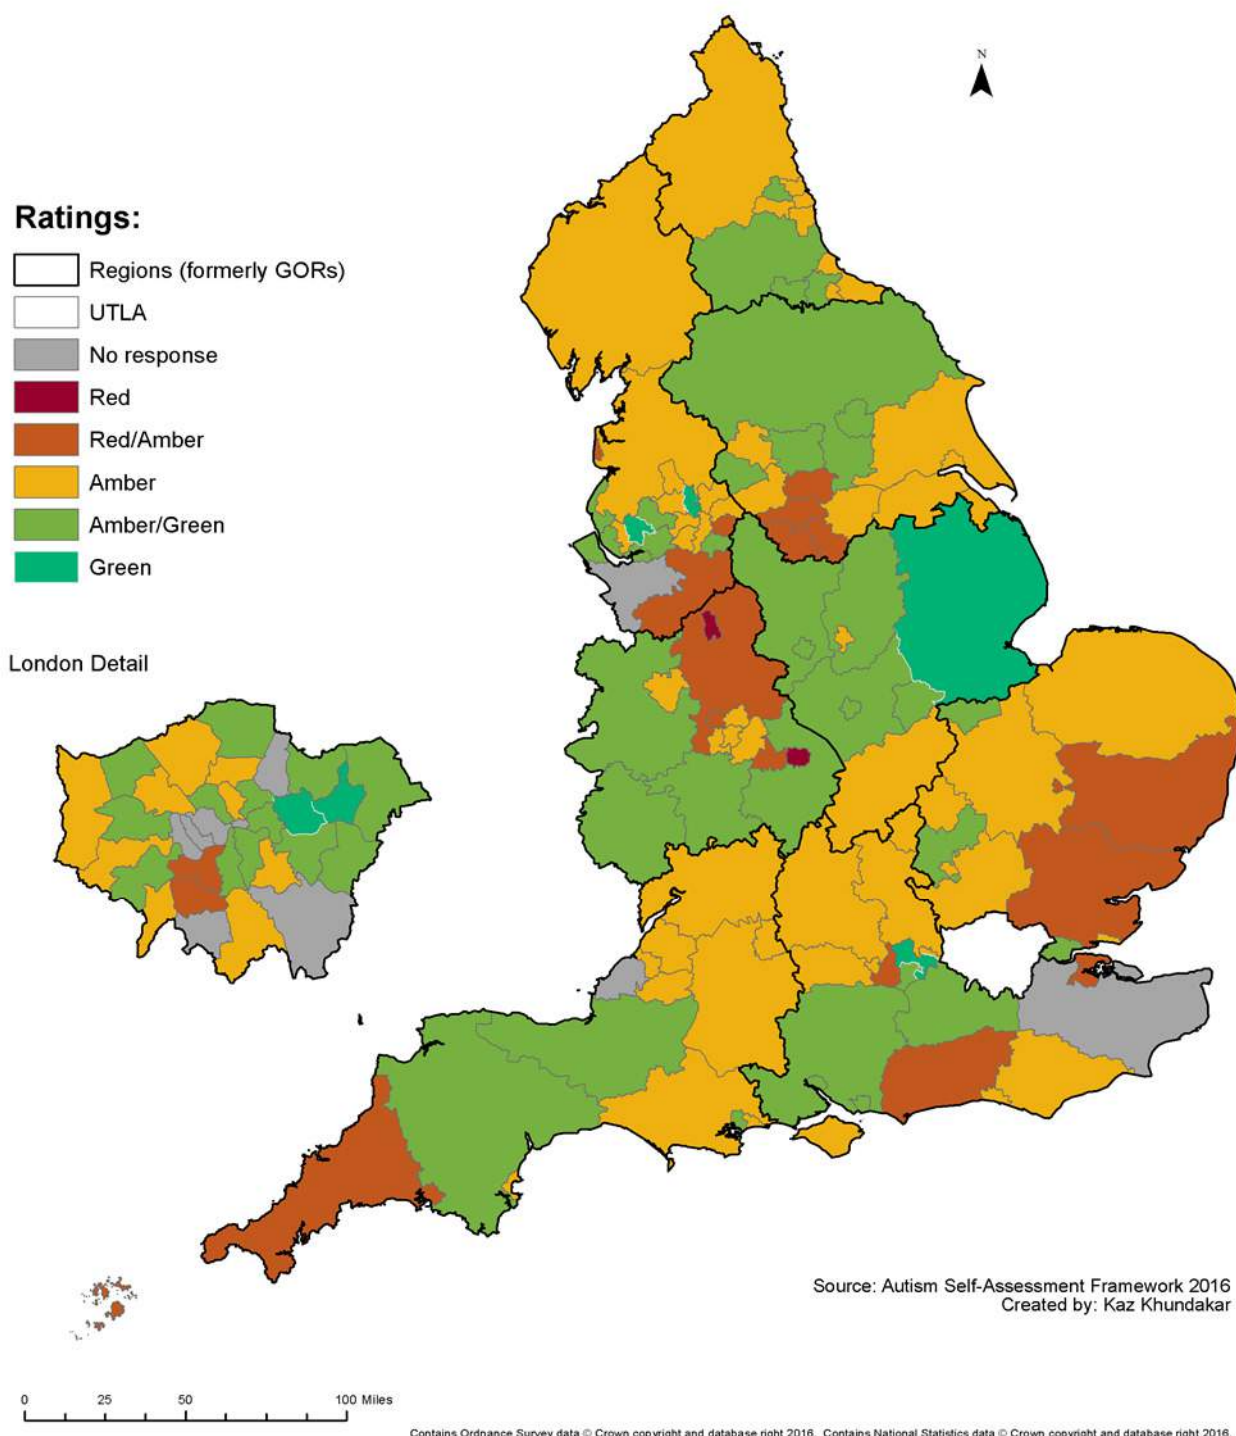 N
Ratings:
Regions (formerly GORs)
UTLA
No response
Red
Red/Amber
Amber
Amber/Green
Green
London Detail
Source: Autism Self-Assessment Framework 2016
Created by: Kaz Khundakar
0 25 50 100 Miles
Contains Ordnance Survey data © Crown copyright and database right 2016. Contains National Statistics data © Crown copyright and database right 2016.